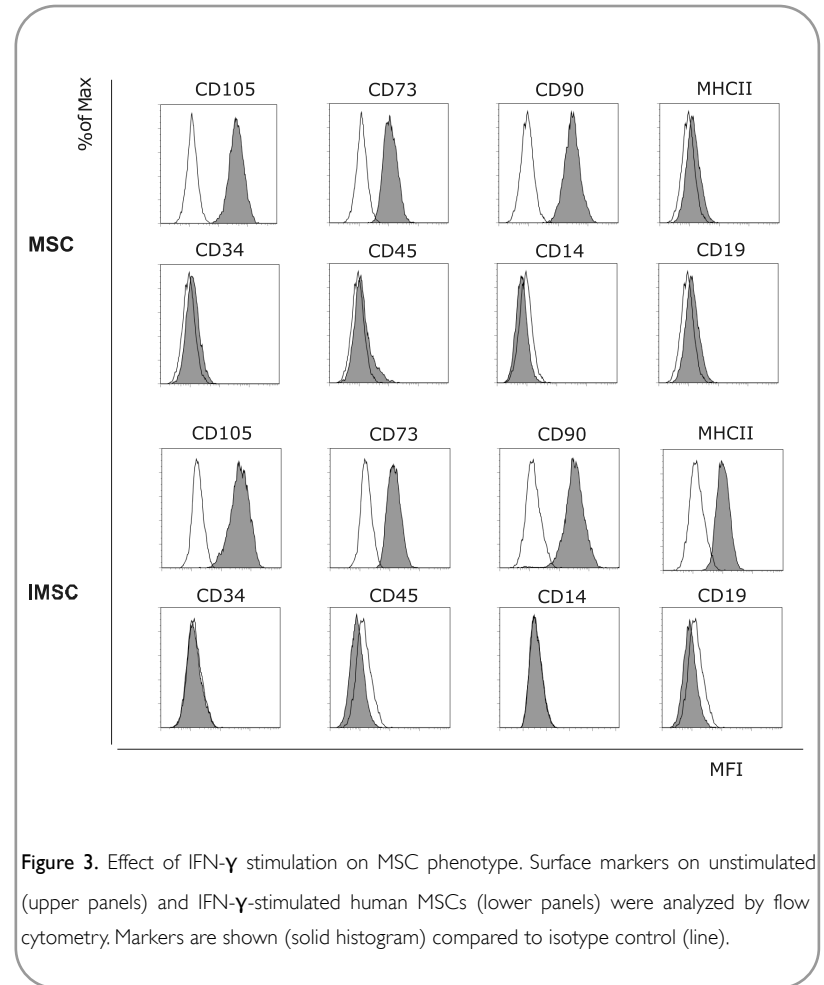 %of Max
CD105 CD73 CD90 MHCII
MSC
CD34 CD45 CD14 CD19
CD105 CD73 CD90 MHCII
IMSC
CD34 CD45 CD14 CD19
MFI
Figure 3. Effect of IFN-γ stimulation on MSC phenotype. Surface markers on unstimulated
(upper panels) and IFN-γ-stimulated human MSCs (lower panels) were analyzed by flow
cytometry. Markers are shown (solid histogram) compared to isotype control (line).